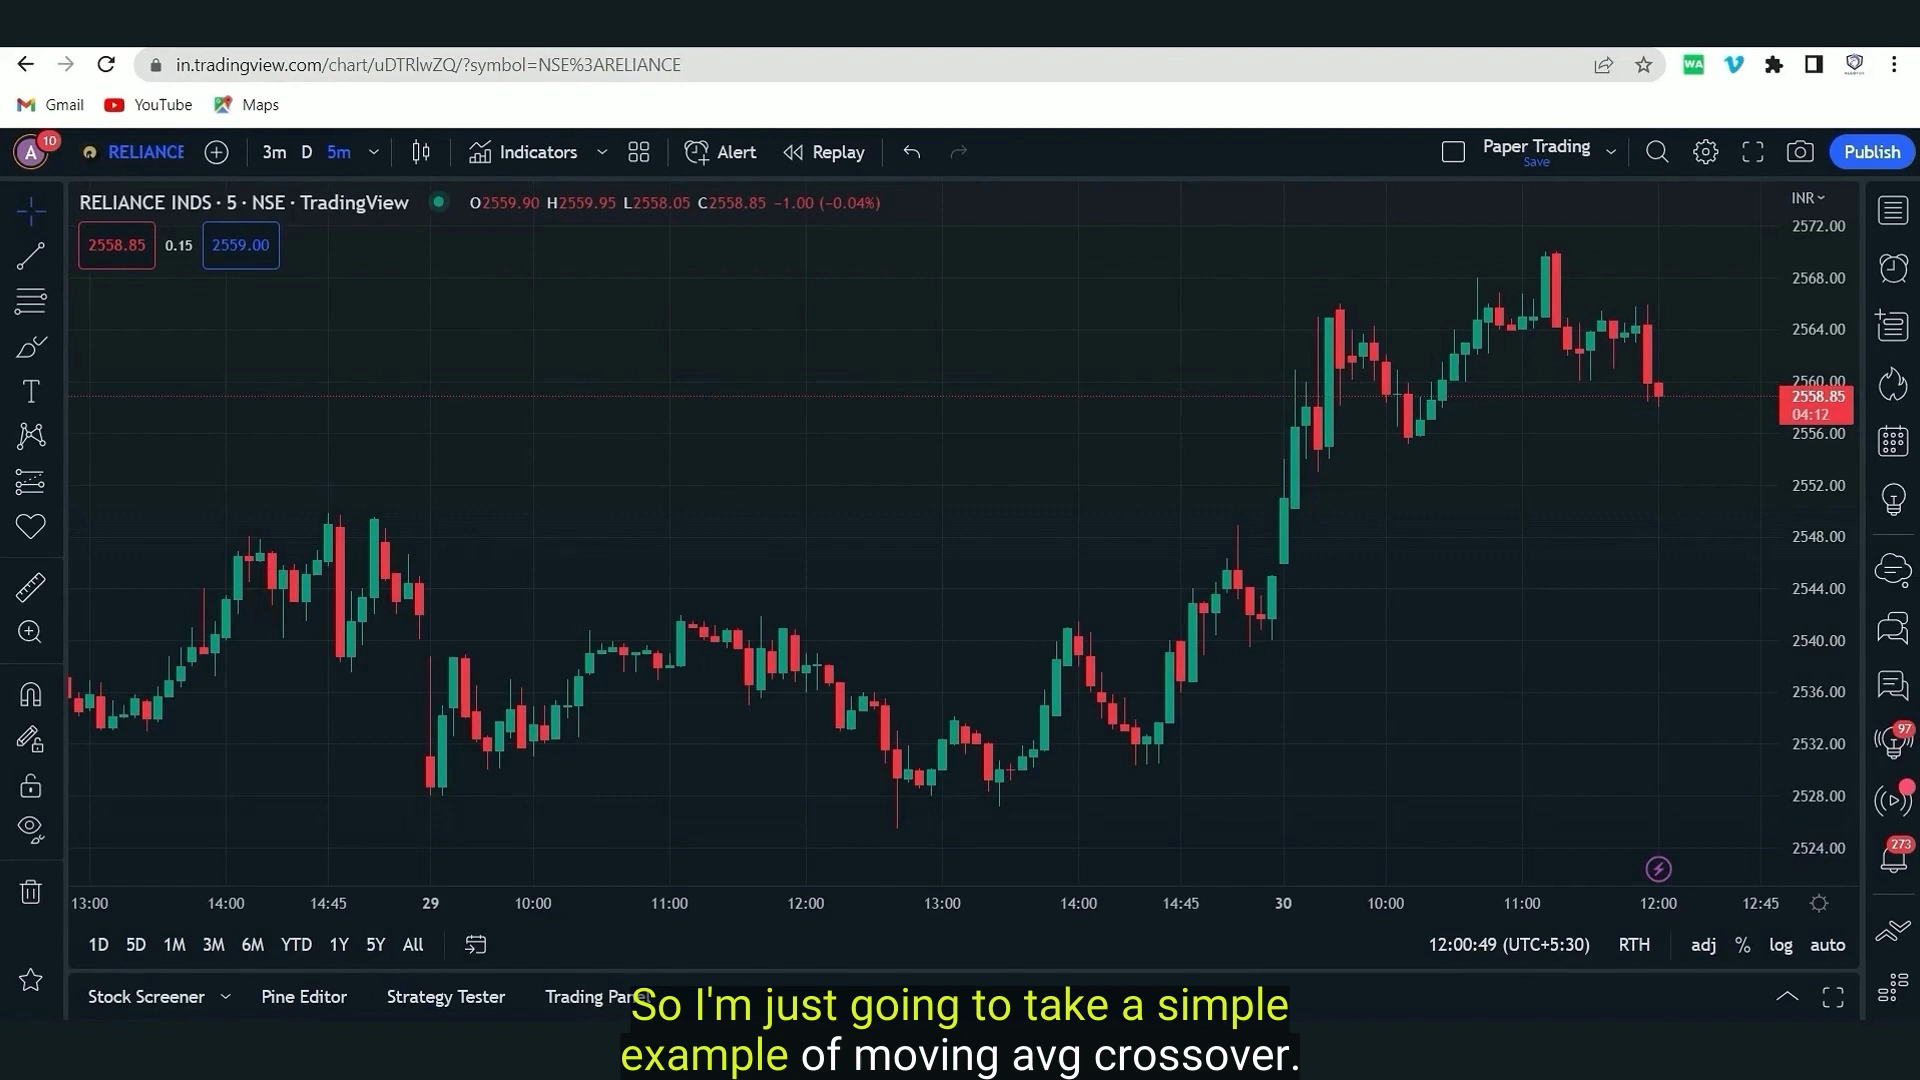 in.tradingview.com/chart/uDTRlwZQ/?symbol=NSE%3ARELIANCE
WA
Gmail YouTube Maps
A 10 RELIANCE 3m D 5m Indicators Alert Replay Paper Trading Save Publish
RELIANCE INDS · 5 · NSE · TradingView O2559.90 H2559.95 L2558.05 C2558.85 −1.00 (−0.04%)
2558.85 0.15 2559.00
INR
2572.00
2568.00
2564.00
2560.00
2558.85
04:12
2556.00
2552.00
2548.00
2544.00
2540.00
2536.00
2532.00
2528.00
2524.00
97
273
13:00 14:00 14:45 29 10:00 11:00 12:00 13:00 14:00 14:45 30 10:00 11:00 12:00 12:45
1D 5D 1M 3M 6M YTD 1Y 5Y All 12:00:49 (UTC+5:30) RTH adj % log auto
Stock Screener Pine Editor Strategy Tester Trading
So I'm just going to take a simple
example of moving avg crossover.